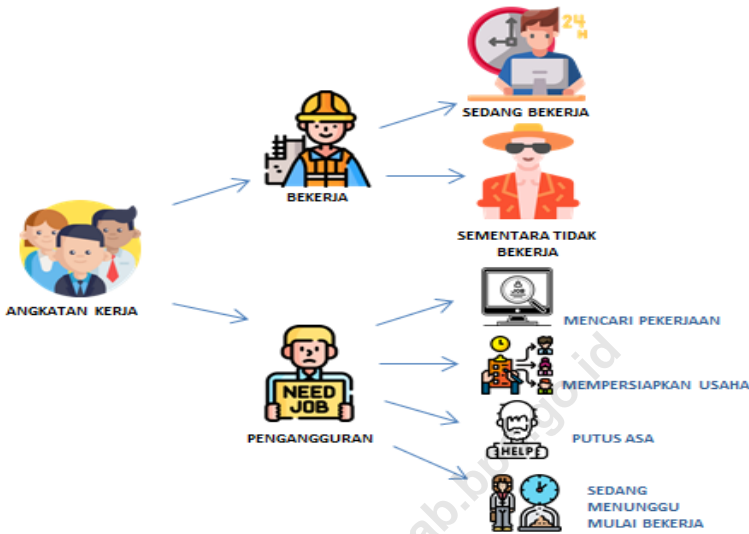 24
H
SEDANG BEKERJA
BEKERJA
SEMENTARA TIDAK
BEKERJA
ANGKATAN KERJA
JOB
MENCARI PEKERJAAN
NEED
JOB
MEMPERSIAPKAN USAHA
PENGANGGURAN
HELP
PUTUS ASA
SEDANG
MENUNGGU
MULAI BEKERJA